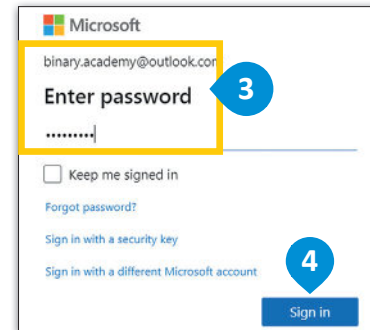 Microsoft
binary.academy@outlook.com
Enter password
3
•••••••••
Keep me signed in
Forgot password?
Sign in with a security key
Sign in with a different Microsoft account
4
Sign in